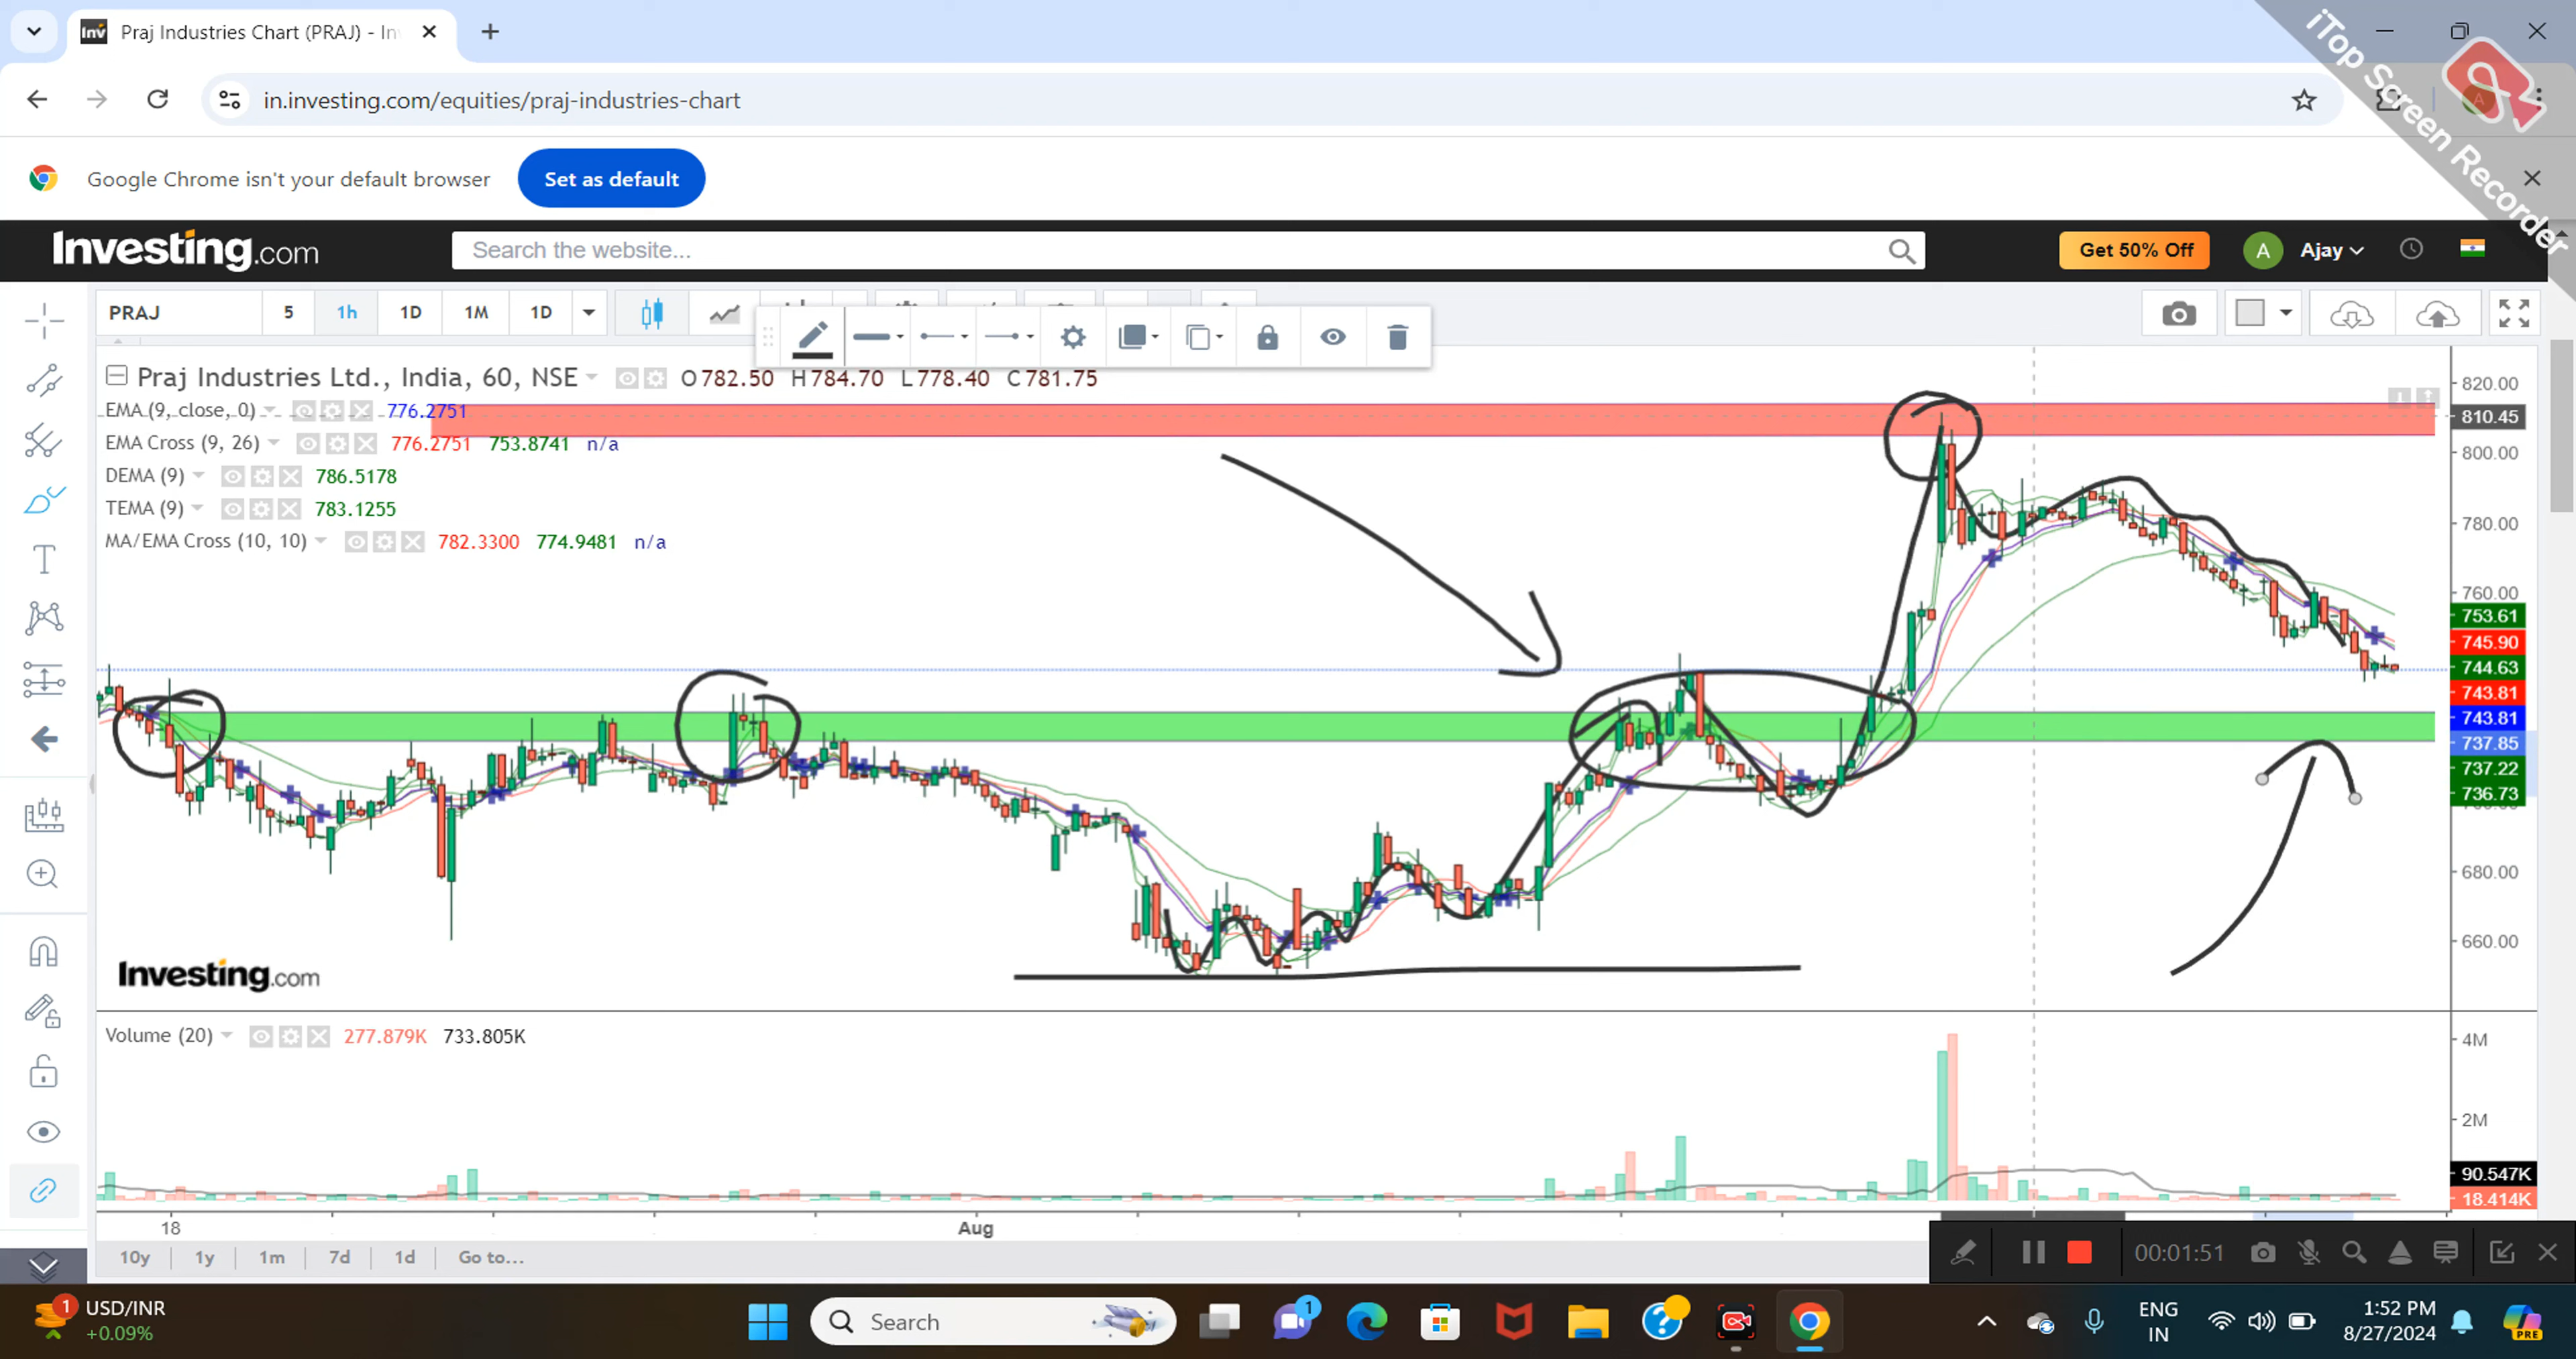 Praj Industries Chart (PRAJ) - In
in.investing.com/equities/praj-industries-chart
iTop Screen Recorder
Google Chrome isn't your default browser
Set as default
Investing.com
Search the website...
Get 50% Off
A
Ajay
PRAJ
5
1h
1D
1M
1D
Praj Industries Ltd., India, 60, NSE
O782.50 H784.70 L778.40 C781.75
EMA (9, close, 0) 776.2751
EMA Cross (9, 26) 776.2751 753.8741 n/a
DEMA (9) 786.5178
TEMA (9) 783.1255
MA/EMA Cross (10, 10) 782.3300 774.9481 n/a
820.00
810.45
800.00
780.00
760.00
753.61
745.90
744.63
743.81
743.81
737.85
737.22
736.73
680.00
660.00
Investing.com
Volume (20) 277.879K 733.805K
4M
2M
90.547K
18.414K
18
Aug
10y
1y
1m
7d
1d
Go to...
00:01:51
1
USD/INR
+0.09%
Search
1
ENG
IN
1:52 PM
8/27/2024
PRE